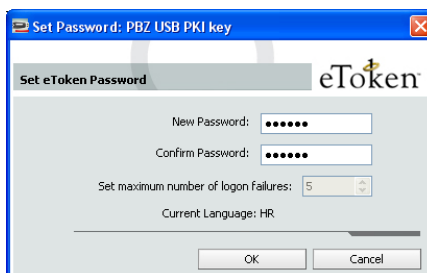 Set Password: PBZ USB PKI key
Set eToken Password
eToken
New Password: ••••••
Confirm Password: ••••••
Set maximum number of logon failures: 5
Current Language: HR
OK Cancel